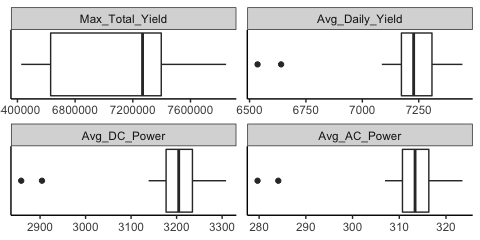 Max_Total_Yield
Avg_Daily_Yield
6800000 7200000 7600000
6500 6750 7000 7250
Avg_DC_Power
Avg_AC_Power
2900 3000 3100 3200 3300
280 290 300 310 320